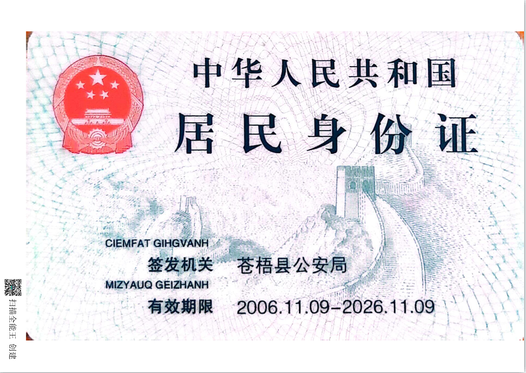 中华人民共和国
居民身份证
CIEMFAT GIHGVANH
签发机关 苍梧县公安局
MIZYAUQ GEIZHANH
有效期限 2006.11.09-2026.11.09
扫描全能王 创建